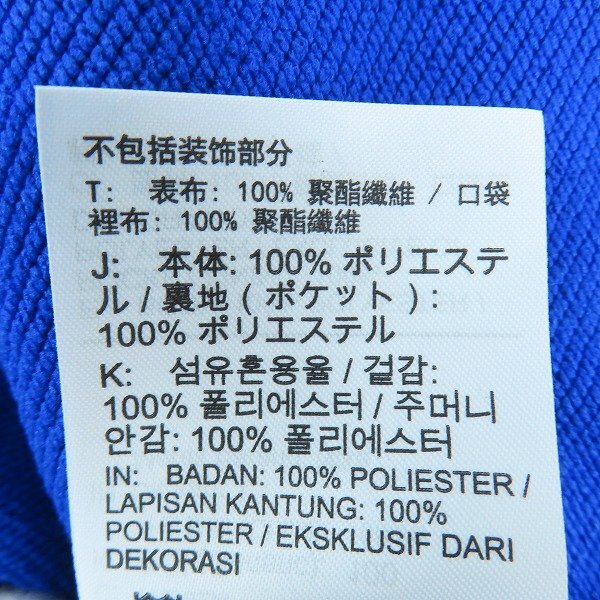 不包括装饰部分
T: 表布: 100% 聚酯纖維 / 口袋
裡布: 100% 聚酯纖維
J: 本体: 100% ポリエステ
ル / 裏地 ( ポケット ) :
100% ポリエステル
K: 섬유혼용율 / 겉감:
100% 폴리에스터 / 주머니
안감: 100% 폴리에스터
IN: BADAN: 100% POLIESTER /
LAPISAN KANTUNG: 100%
POLIESTER / EKSKLUSIF DARI
DEKORASI